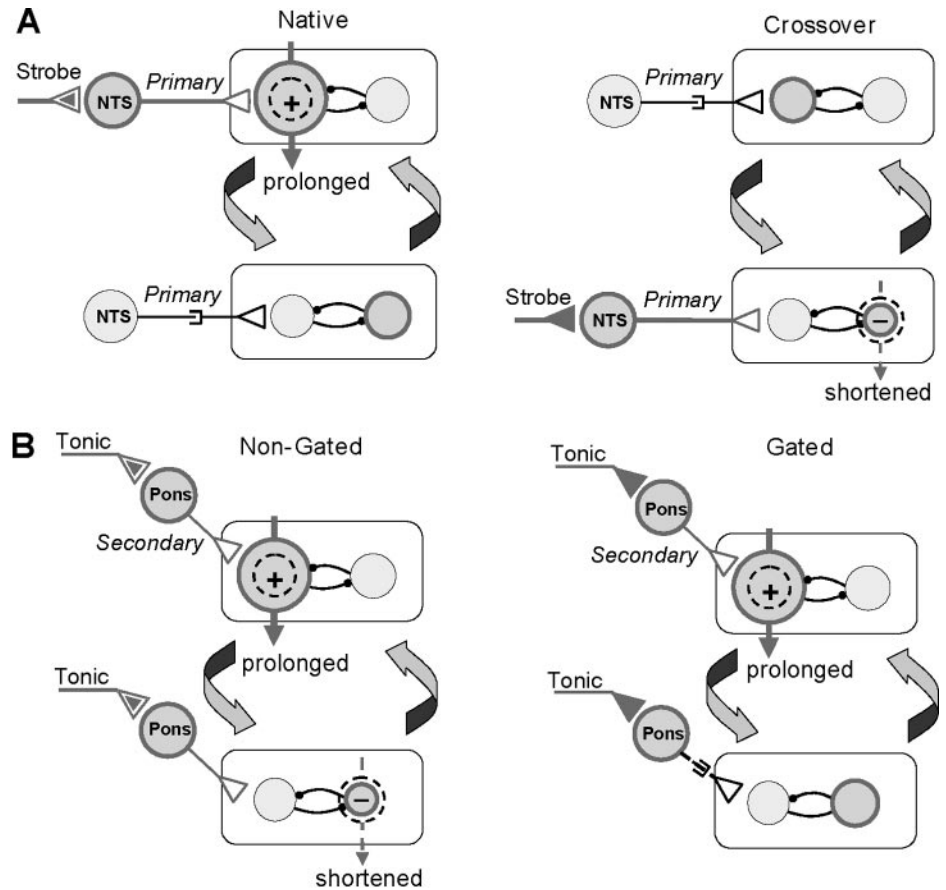 A
Native
Crossover
Strobe
NTS
Primary
+
prolonged
NTS
Primary
NTS
Primary
Strobe
NTS
Primary
−
shortened
B
Non-Gated
Gated
Tonic
Pons
Secondary
+
prolonged
Tonic
Pons
−
shortened
Tonic
Pons
Secondary
+
prolonged
Tonic
Pons